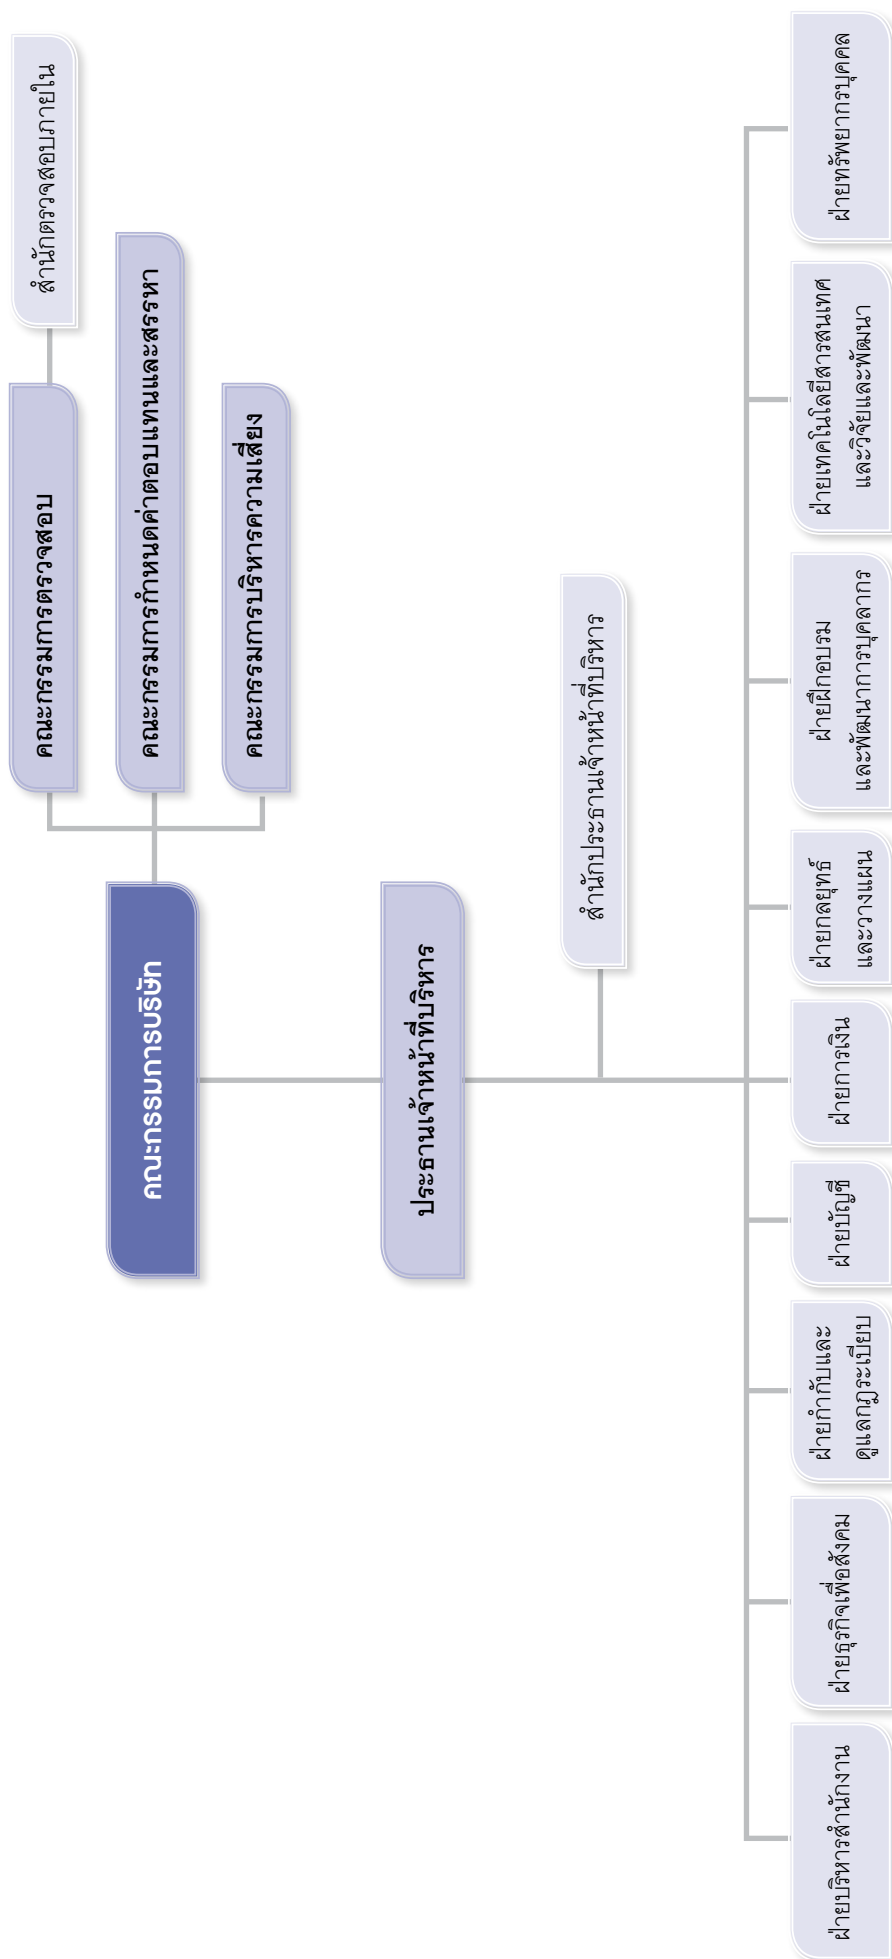 สำนักตรวจสอบภายใน
คณะกรรมการตรวจสอบ
คณะกรรมการกำหนดค่าตอบแทนและสรรหา
คณะกรรมการบริหารความเสี่ยง
คณะกรรมการบริษัท
ประธานเจ้าหน้าที่บริหาร
สำนักประธานเจ้าหน้าที่บริหาร
ฝ่ายบริหารสำนักงาน
ฝ่ายธุรกิจเพื่อสังคม
ฝ่ายกำกับและ
ดูแลกฎระเบียบ
ฝ่ายบัญชี
ฝ่ายการเงิน
ฝ่ายกลยุทธ์
และวางแผน
ฝ่ายฝึกอบรม
และพัฒนาการบุคลากร
ฝ่ายเทคโนโลยีสารสนเทศ
และวิจัยและพัฒนา
ฝ่ายทรัพยากรบุคคล